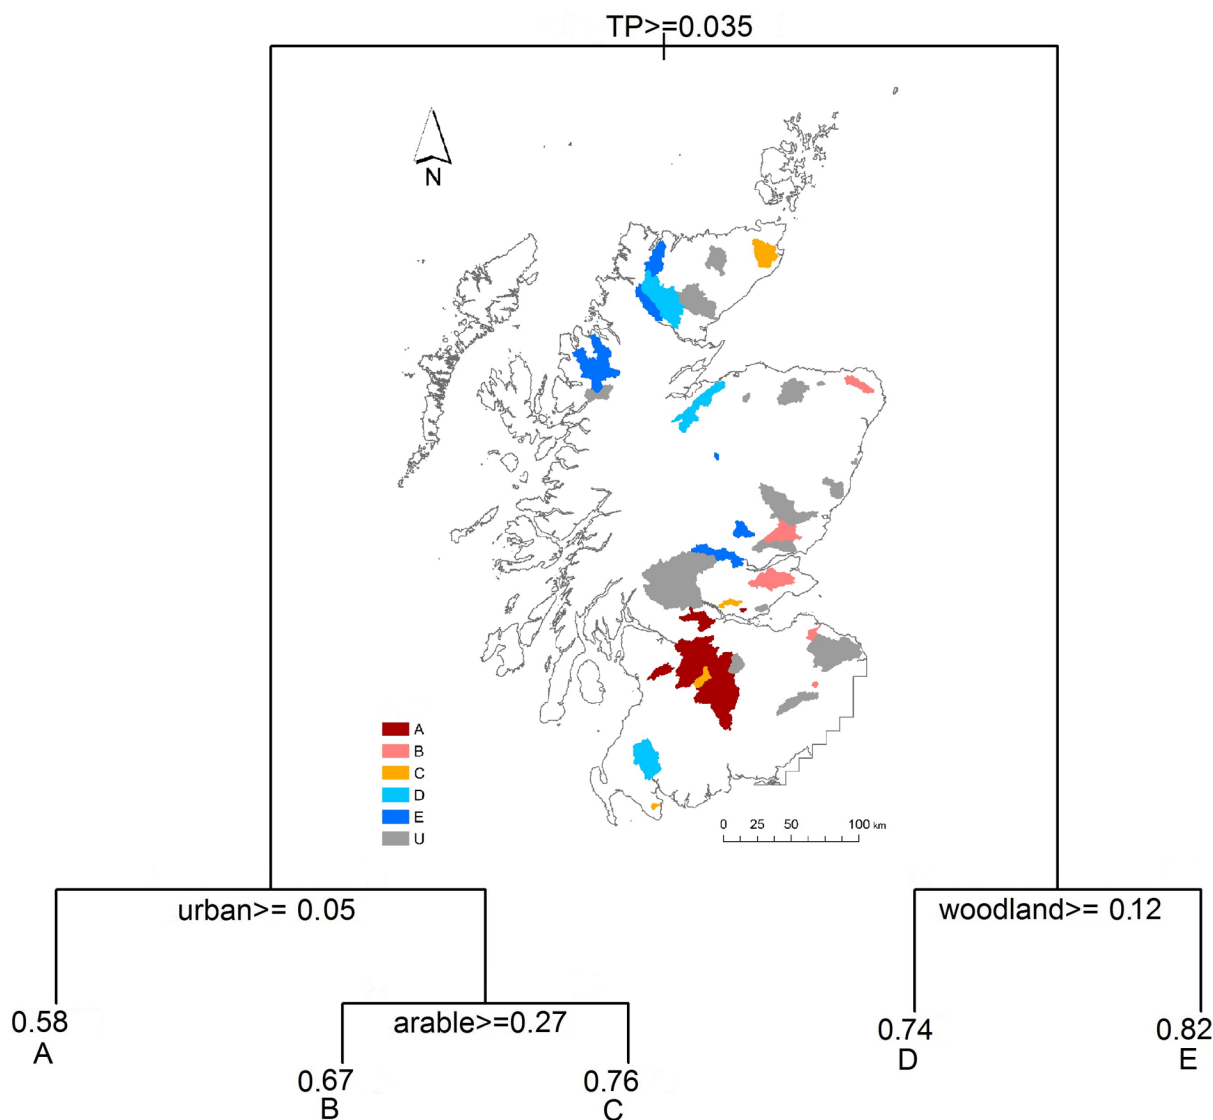 TP>=0.035
N
A
B
C
D
E
U
0 25 50 100 km
urban>= 0.05
woodland>= 0.12
arable>=0.27
0.58
A
0.74
D
0.82
E
0.67
B
0.76
C